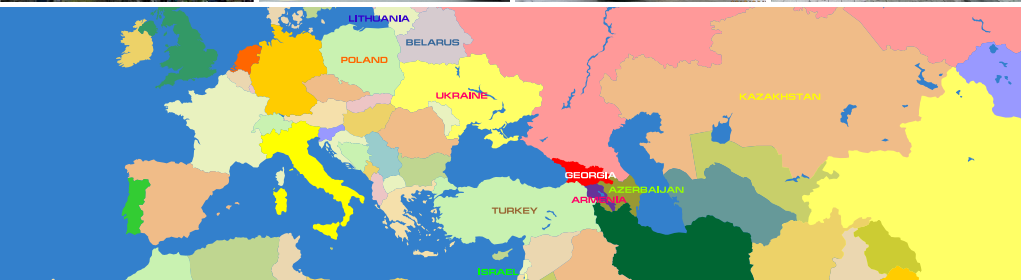 LITHUANIA
BELARUS
POLAND
UKRAINE
KAZAKHSTAN
GEORGIA
AZERBAIJAN
ARMENIA
TURKEY
ISRAEL